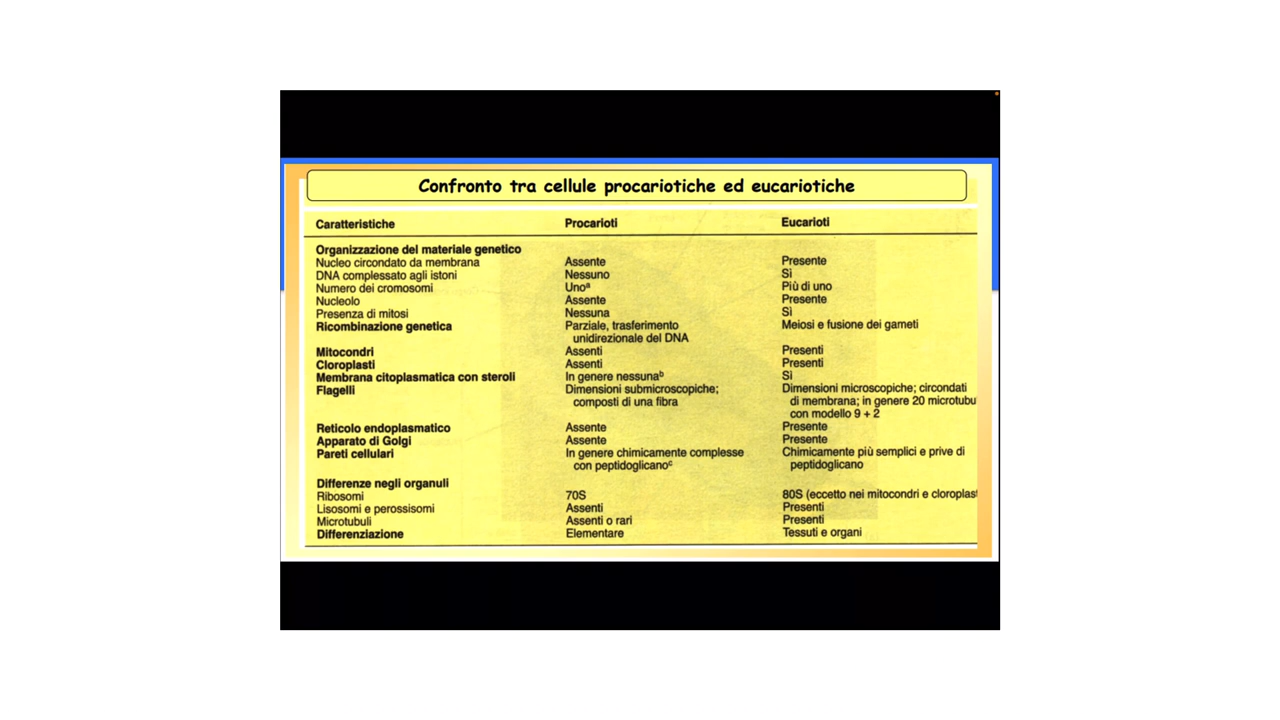 Confronto tra cellule procariotiche ed eucariotiche
Caratteristiche Procarioti Eucarioti
Organizzazione del materiale genetico
Nucleo circondato da membrana Assente Presente
DNA complessato agli istoni Nessuno Sì
Numero dei cromosomi Unoª Più di uno
Nucleolo Assente Presente
Presenza di mitosi Nessuna Sì
Ricombinazione genetica Parziale, trasferimento Meiosi e fusione dei gameti
unidirezionale del DNA
Mitocondri Assenti Presenti
Cloroplasti Assenti Presenti
Membrana citoplasmatica con steroli In genere nessunaᵇ Sì
Flagelli Dimensioni submicroscopiche; Dimensioni microscopiche; circondati
composti di una fibra di membrana; in genere 20 microtubu
con modello 9 + 2
Reticolo endoplasmatico Assente Presente
Apparato di Golgi Assente Presente
Pareti cellulari In genere chimicamente complesse Chimicamente più semplici e prive di
con peptidoglicanoᶜ peptidoglicano
Differenze negli organuli
Ribosomi 70S 80S (eccetto nei mitocondri e cloroplast
Lisosomi e perossisomi Assenti Presenti
Microtubuli Assenti o rari Presenti
Differenziazione Elementare Tessuti e organi